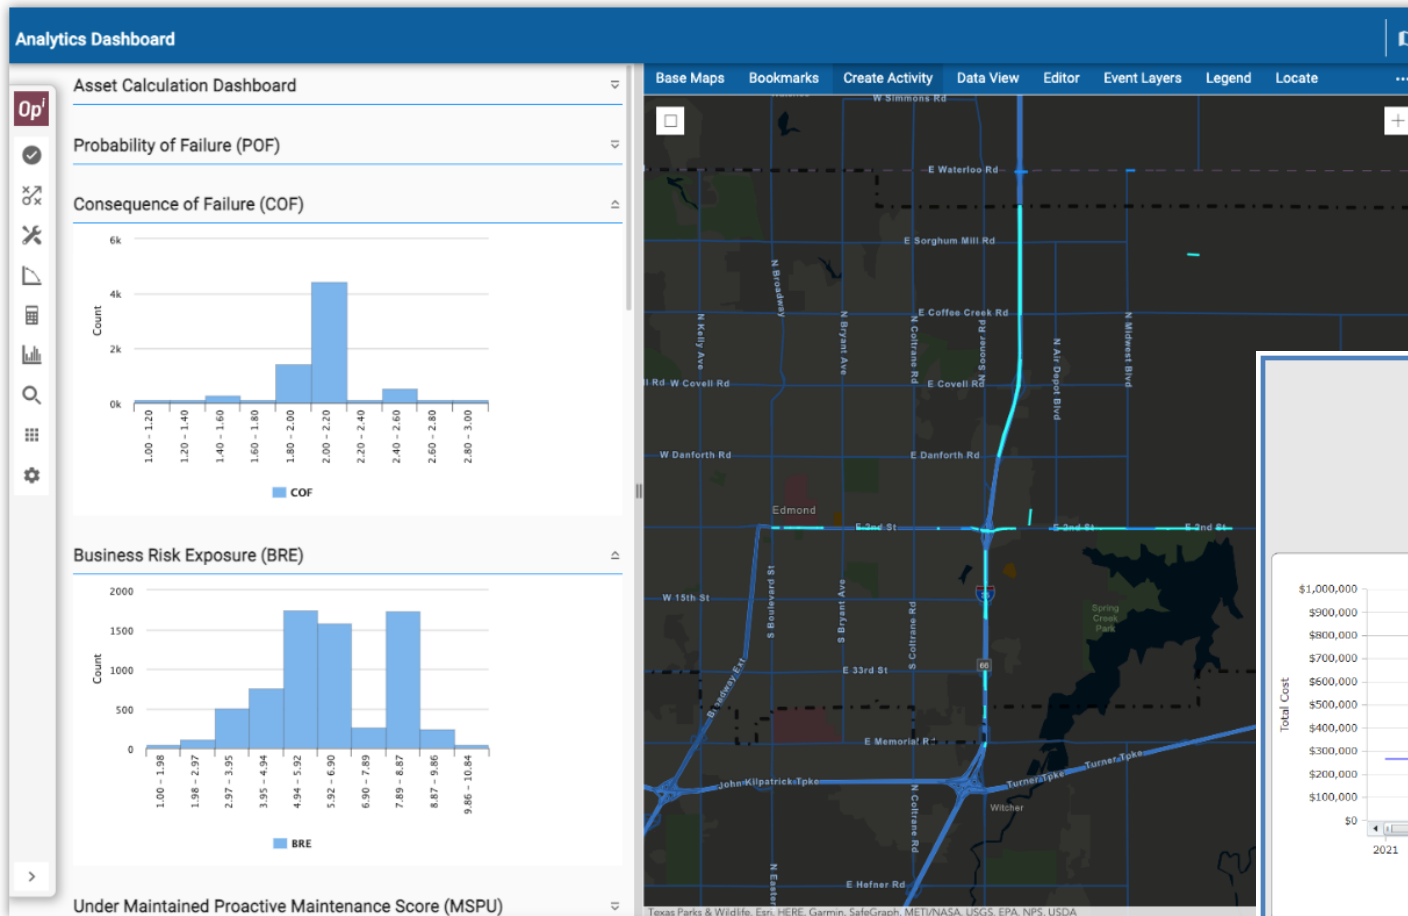 Analytics Dashboard
Opi
Asset Calculation Dashboard
Probability of Failure (POF)
Consequence of Failure (COF)
6k
4k
2k
0k
Count
1.00 – 1.20
1.20 – 1.40
1.40 – 1.60
1.60 – 1.80
1.80 – 2.00
2.00 – 2.20
2.20 – 2.40
2.40 – 2.60
2.60 – 2.80
2.80 – 3.00
COF
Business Risk Exposure (BRE)
2000
1500
1000
500
0
Count
1.00 – 1.98
1.98 – 2.97
2.97 – 3.95
3.95 – 4.94
4.94 – 5.92
5.92 – 6.90
6.90 – 7.89
7.89 – 8.87
8.87 – 9.86
9.86 – 10.84
BRE
Under Maintained Proactive Maintenance Score (MSPU)
Base Maps Bookmarks Create Activity Data View Editor Event Layers Legend Locate
W Simmons Rd
E Waterloo Rd
E Sorghum Mill Rd
N Broadway
N Kelly Ave
N Bryant Ave
N Coltrane Rd
N Sooner Rd
N Air Depot Blvd
N Midwest Blvd
E Coffee Creek Rd
W Covell Rd
E Covell Rd
W Danforth Rd
E Danforth Rd
Edmond
E 2nd St
E 2nd St
E 2nd St
W 15th St
S Boulevard St
S Bryant Ave
S Coltrane Rd
Spring
Creek
Park
66
E 33rd St
Broadway Ext
E Memorial Rd
John Kilpatrick Tpke
Turner Tpke
Turner Tpke
Witcher
N Coltrane Rd
E Hefner Rd
Texas Parks & Wildlife, Esri, HERE, Garmin, SafeGraph, METI/NASA, USGS, EPA, NPS, USDA
$1,000,000
$900,000
$800,000
$700,000
$600,000
$500,000
$400,000
$300,000
$200,000
$100,000
$0
Total Cost
2021